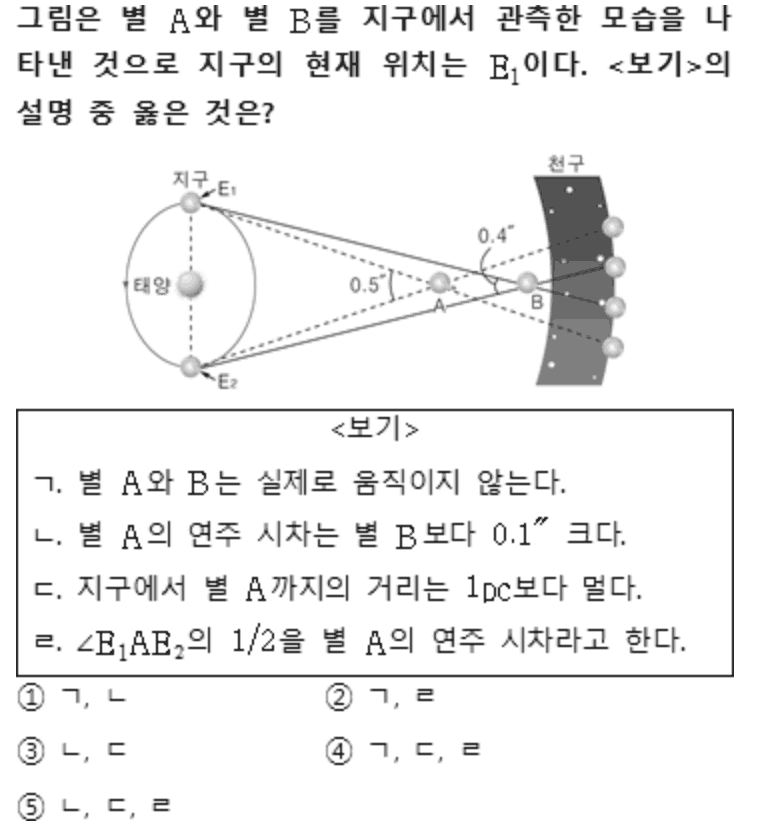 그림은 별 A와 별 B를 지구에서 관측한 모습을 나
타낸 것으로 지구의 현재 위치는 E₁이다. <보기>의
설명 중 옳은 것은?
천구
지구
E₁
0.4″
태양
0.5″
A
B
E₂
<보기>
ㄱ. 별 A와 B는 실제로 움직이지 않는다.
ㄴ. 별 A의 연주 시차는 별 B보다 0.1″ 크다.
ㄷ. 지구에서 별 A까지의 거리는 1pc보다 멀다.
ㄹ. ∠E₁AE₂의 1/2을 별 A의 연주 시차라고 한다.
① ㄱ, ㄴ ② ㄱ, ㄹ
③ ㄴ, ㄷ ④ ㄱ, ㄷ, ㄹ
⑤ ㄴ, ㄷ, ㄹ